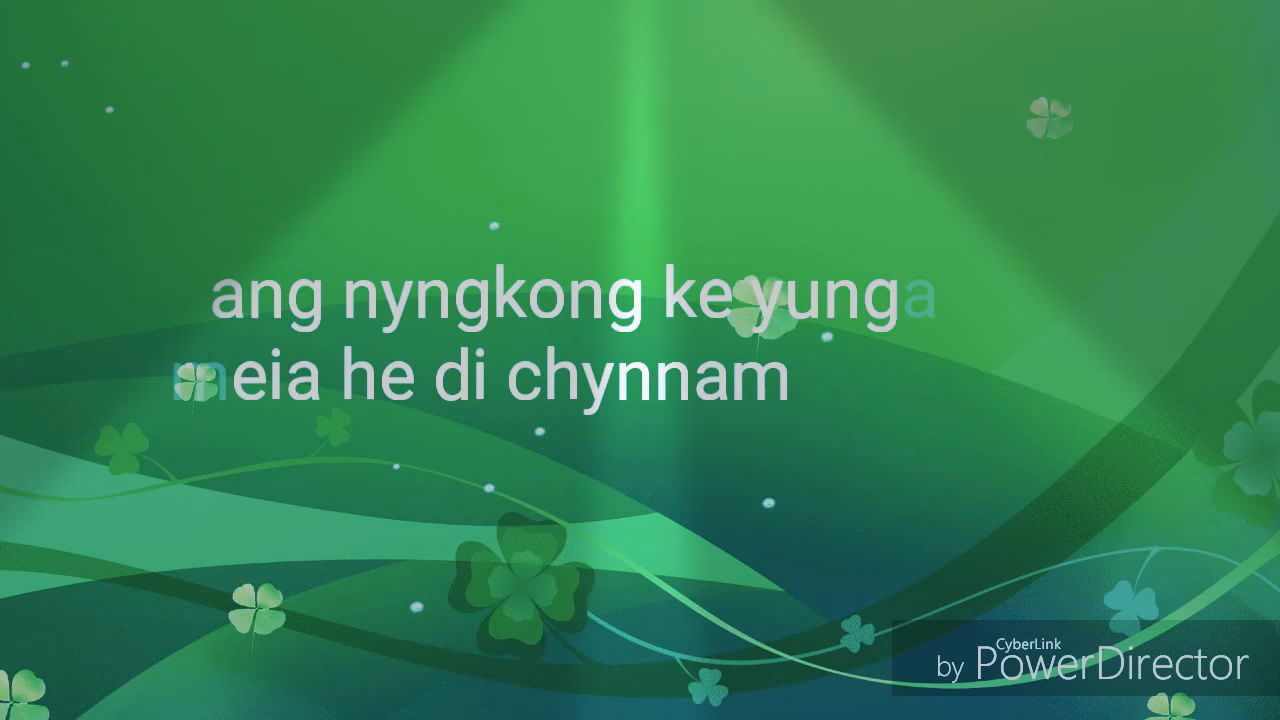 ang nyngkong ke yunga
meia he di chynnam
CyberLink
by PowerDirector